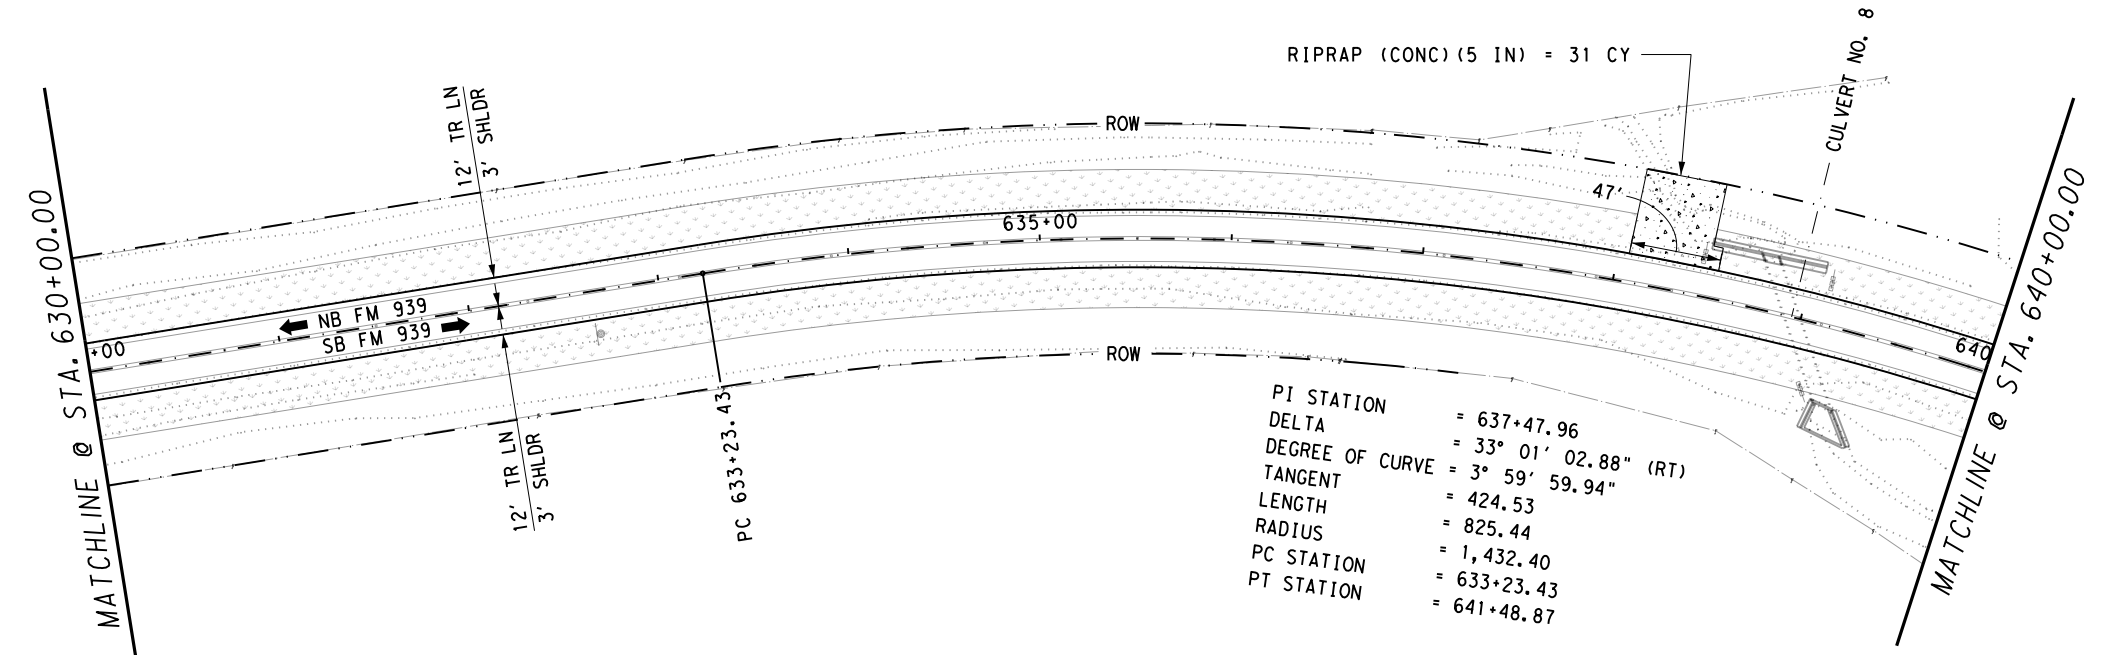 RIPRAP (CONC)(5 IN) = 31 CY
CULVERT NO. 8
12' TR LN
3' SHLDR
ROW
47'
635+00
NB FM 939
SB FM 939
+00
640
ROW
12' TR LN
3' SHLDR
PC 633+23.43
MATCHLINE @ STA. 630+00.00
MATCHLINE @ STA. 640+00.00
PI STATION = 637+47.96
DELTA = 33° 01' 02.88" (RT)
DEGREE OF CURVE = 3° 59' 59.94"
TANGENT = 424.53
LENGTH = 825.44
RADIUS = 1,432.40
PC STATION = 633+23.43
PT STATION = 641+48.87